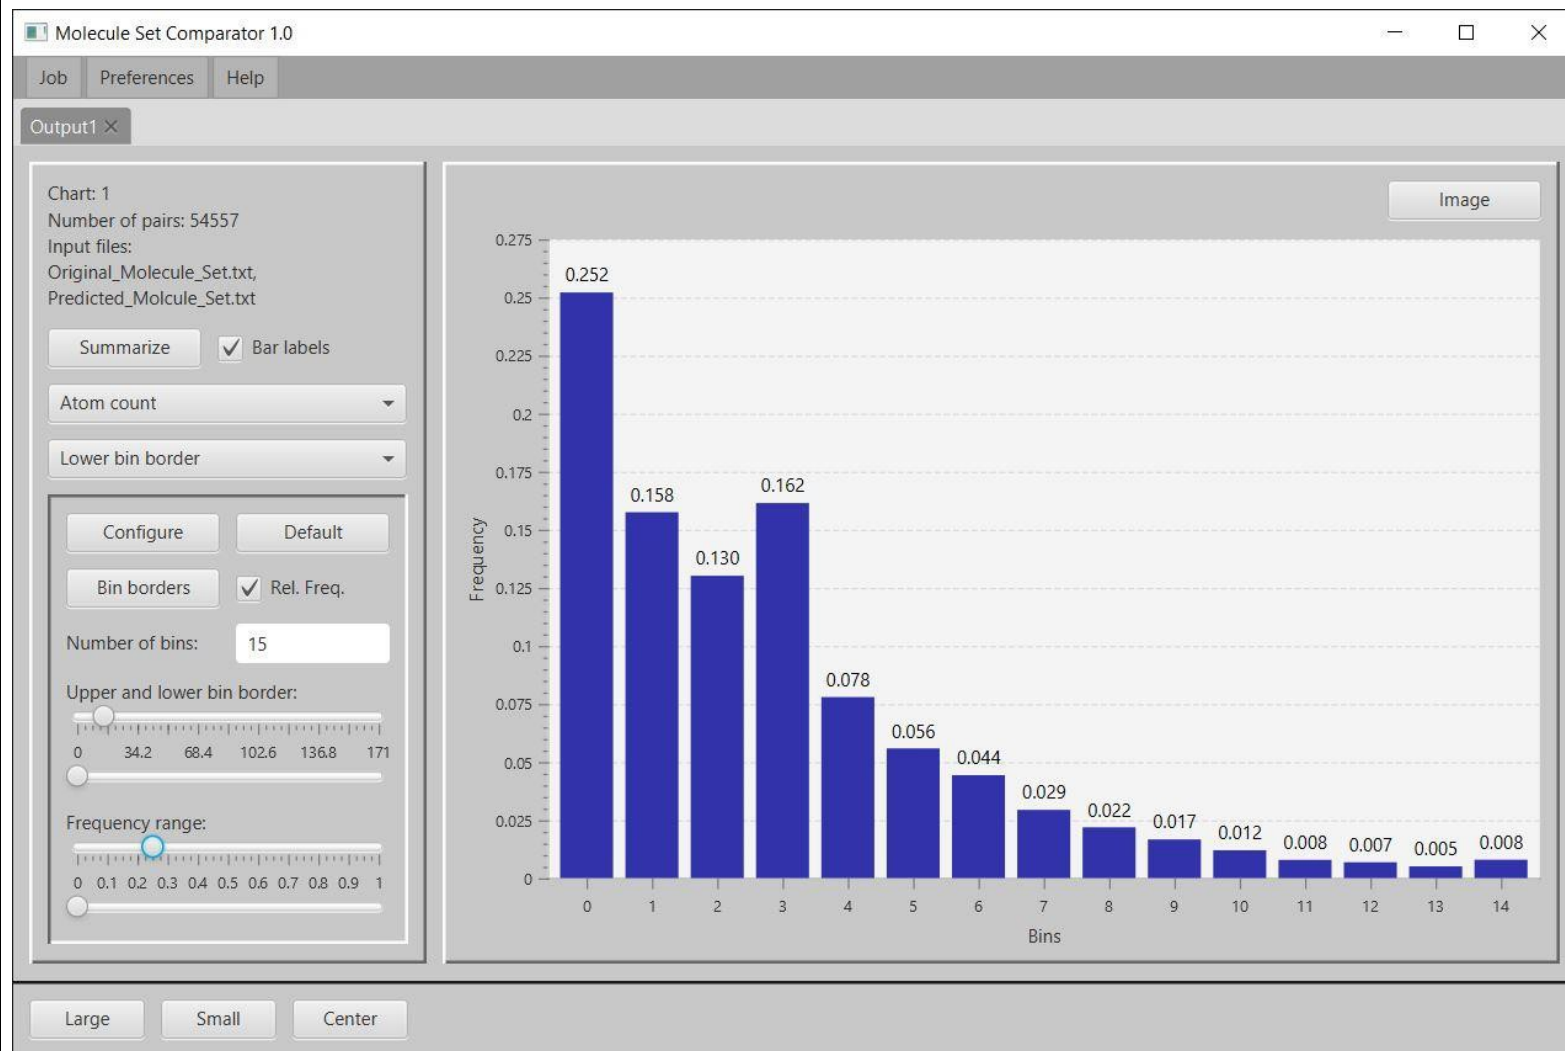 Molecule Set Comparator 1.0
Job Preferences Help
Output1
Chart: 1
Number of pairs: 54557
Input files:
Original_Molecule_Set.txt,
Predicted_Molcule_Set.txt
Summarize Bar labels
Atom count
Lower bin border
Configure Default
Bin borders Rel. Freq.
Number of bins: 15
Upper and lower bin border:
0 34.2 68.4 102.6 136.8 171
Frequency range:
0 0.1 0.2 0.3 0.4 0.5 0.6 0.7 0.8 0.9 1
Image
Frequency
0.275
0.25
0.225
0.2
0.175
0.15
0.125
0.1
0.075
0.05
0.025
0
0.252 0.158 0.130 0.162 0.078 0.056 0.044 0.029 0.022 0.017 0.012 0.008 0.007 0.005 0.008
0 1 2 3 4 5 6 7 8 9 10 11 12 13 14
Bins
Large Small Center